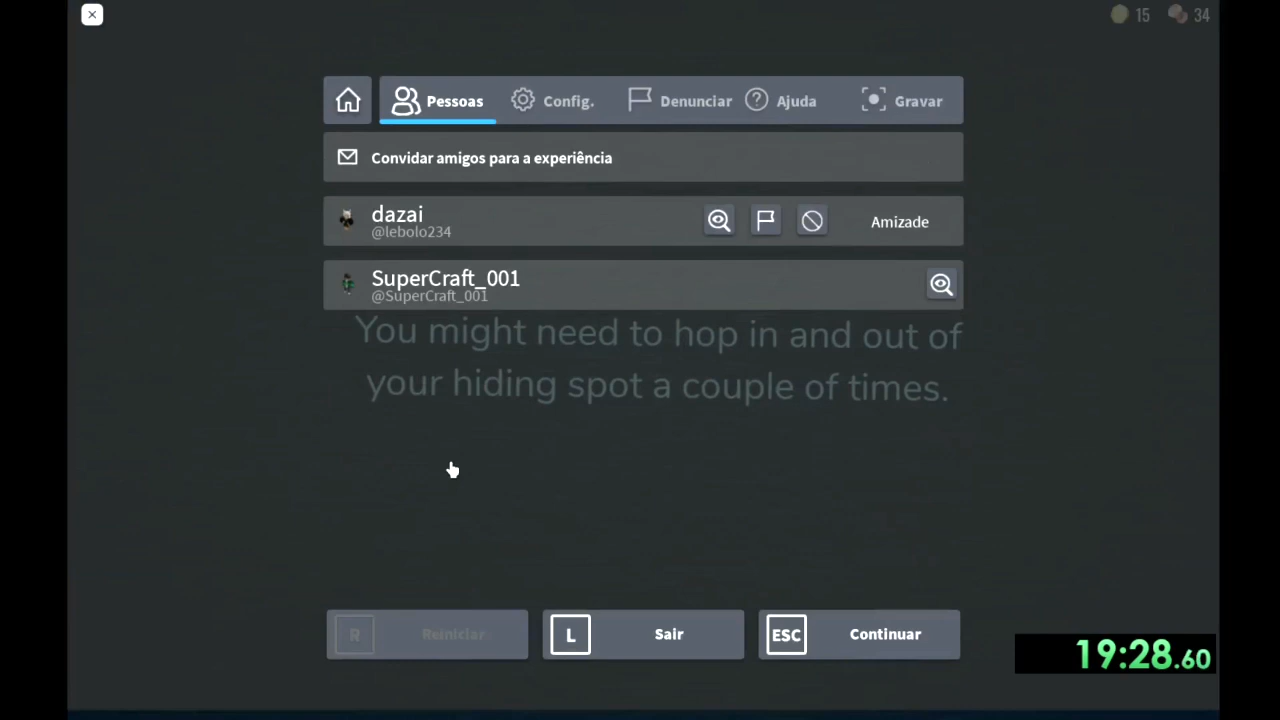 15 34
Pessoas Config. Denunciar Ajuda Gravar
Convidar amigos para a experiência
dazai
@lebolo234
Amizade
SuperCraft_001
@SuperCraft_001
You might need to hop in and out of
your hiding spot a couple of times.
R Reiniciar L Sair ESC Continuar
19:28.60